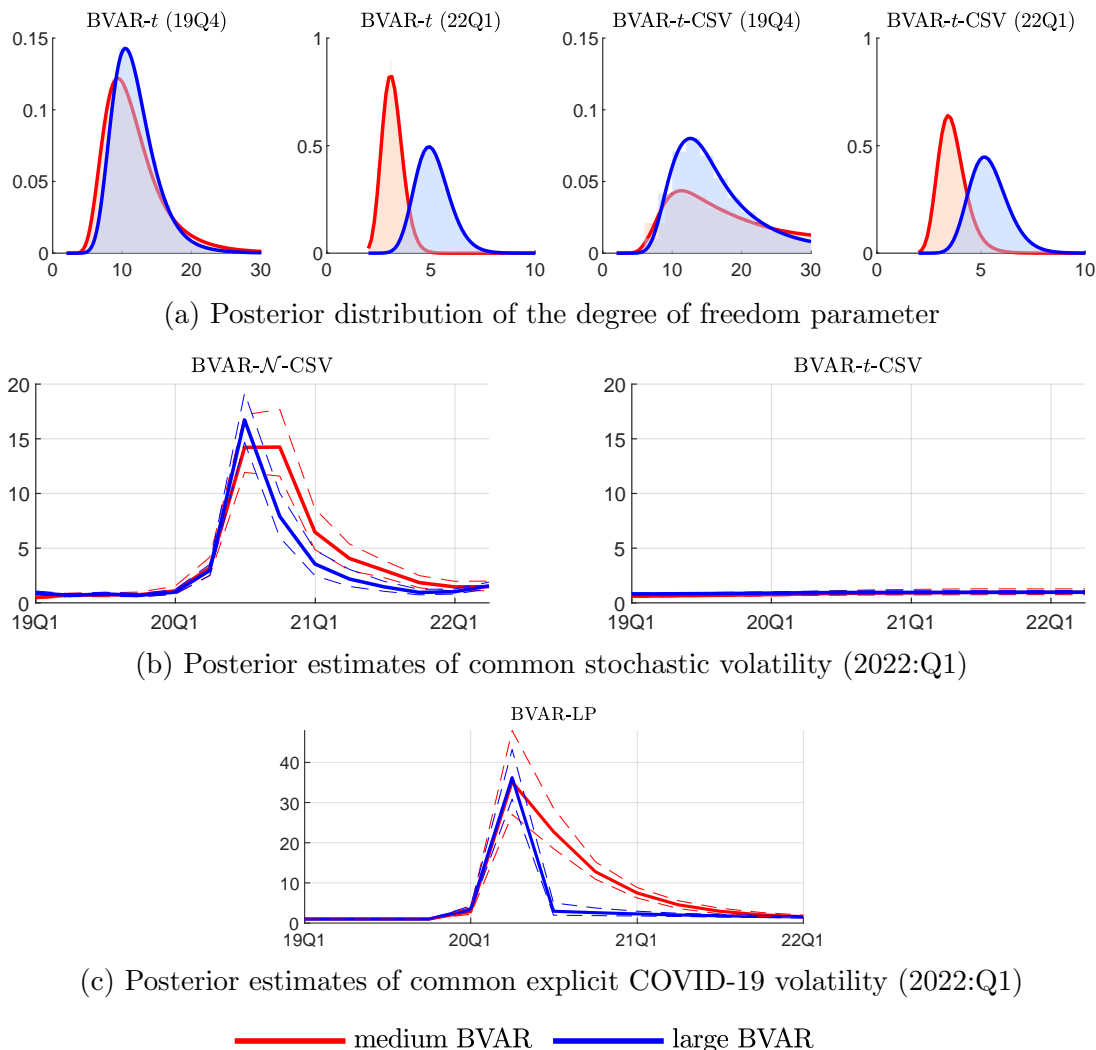 BVAR-t (19Q4) BVAR-t (22Q1) BVAR-t-CSV (19Q4) BVAR-t-CSV (22Q1)
0.15 1 0.15 1
0.1 0.1
0.5 0.5
0.05 0.05
0 0 0 0
0 10 20 30 0 5 10 0 10 20 30 0 5 10
(a) Posterior distribution of the degree of freedom parameter
BVAR-𝒩-CSV BVAR-t-CSV
20 20
15 15
10 10
5 5
0 0
19Q1 20Q1 21Q1 22Q1 19Q1 20Q1 21Q1 22Q1
(b) Posterior estimates of common stochastic volatility (2022:Q1)
BVAR-LP
40
30
20
10
0
19Q1 20Q1 21Q1 22Q1
(c) Posterior estimates of common explicit COVID-19 volatility (2022:Q1)
medium BVAR large BVAR